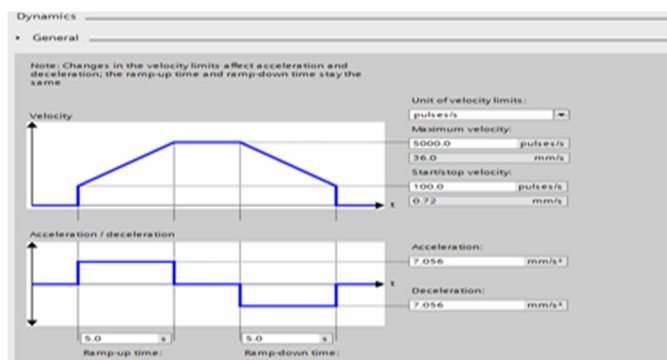 Dynamics
General
Note: Changes in the velocity limits affect acceleration and
deceleration; the ramp-up time and ramp-down time stay the
same
Unit of velocity limits:
pulses/s
Velocity
Maximum velocity:
5000.0 pulses/s
36.0 mm/s
Start/stop velocity:
100.0 pulses/s
0.72 mm/s
t
Acceleration / deceleration
Acceleration:
7.056 mm/s²
t
Deceleration:
7.056 mm/s²
5.0 s 5.0 s
Ramp-up time: Ramp-down time: